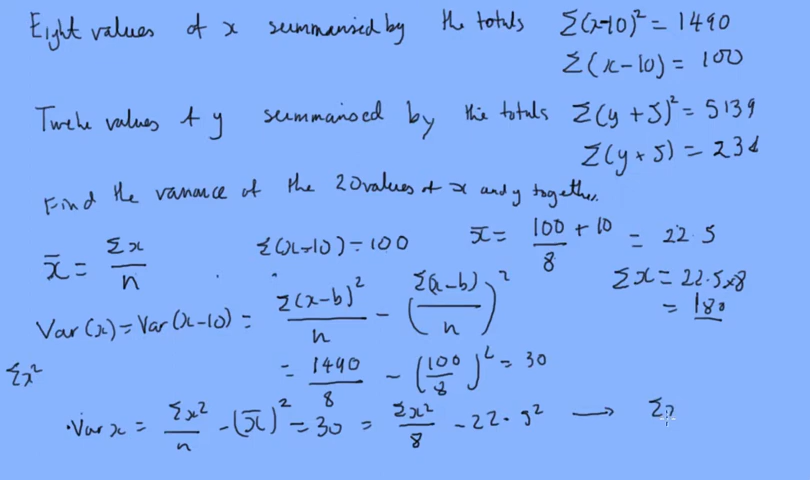 Eight values of x summarised by the totals Σ(x-10)² = 1490
Σ(x-10) = 100
Twelve values of y summarised by the totals Σ(y+5)² = 5139
Σ(y+5) = 234
Find the variance of the 20 values of x and y together.
x̄ = Σx/n Σ(x-10) = 100 x̄ = 100/8 + 10 = 22.5
Σx = 22.5×8
= 180
Var(x) = Var(x-10) = Σ(x-b)²/n - (Σ(x-b)/n)²
= 1490/8 - (100/8)² = 30
Σx²
Var x = Σx²/n - (x̄)² = 30 = Σx²/8 - 22.5² → Σ